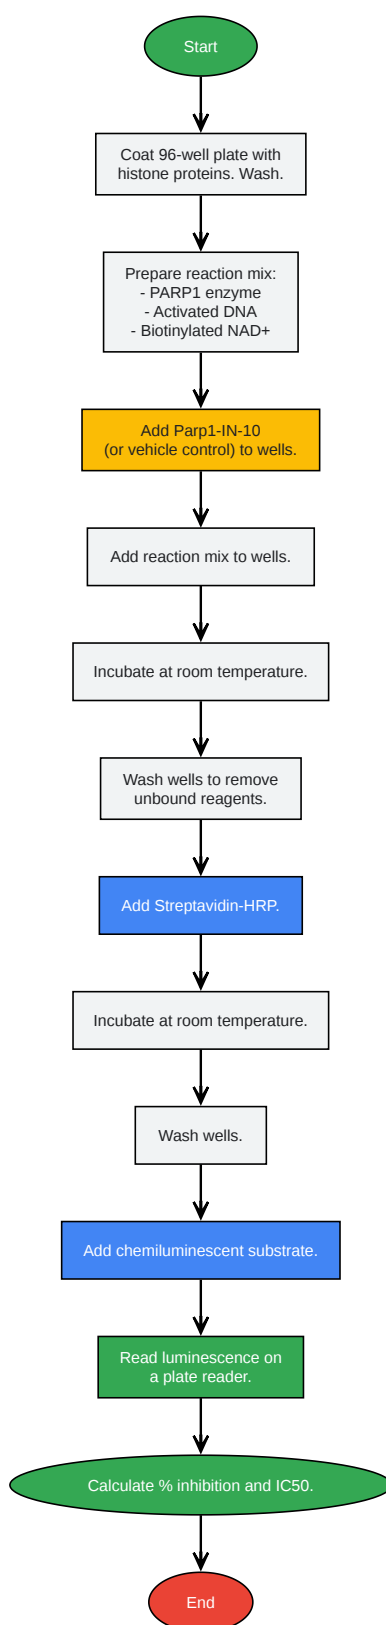 Start
Coat 96-well plate with
histone proteins. Wash.
Prepare reaction mix:
- PARP1 enzyme
- Activated DNA
- Biotinylated NAD+
Add Parp1-IN-10
(or vehicle control) to wells.
Add reaction mix to wells.
Incubate at room temperature.
Wash wells to remove
unbound reagents.
Add Streptavidin-HRP.
Incubate at room temperature.
Wash wells.
Add chemiluminescent substrate.
Read luminescence on
a plate reader.
Calculate % inhibition and IC50.
End